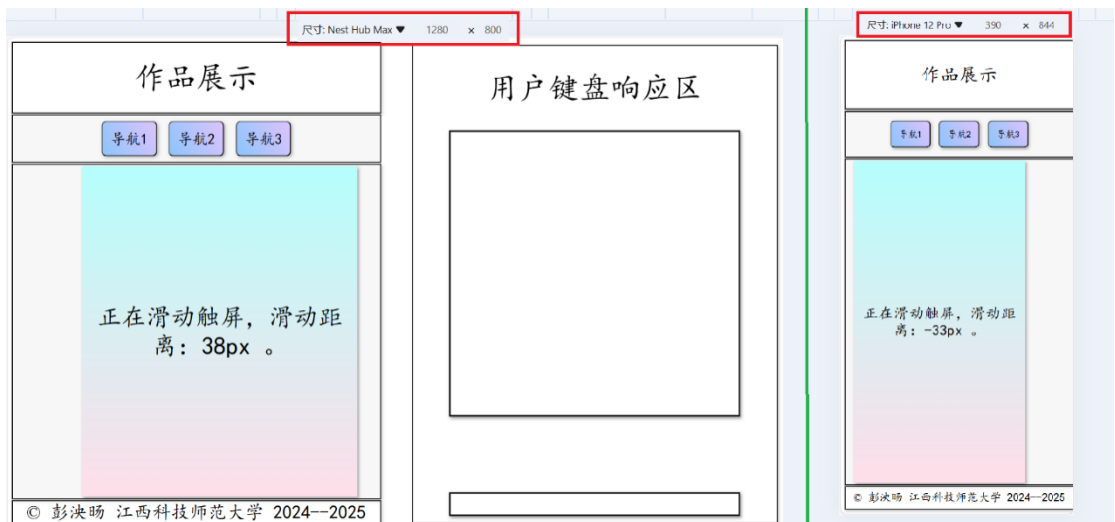 尺寸: Nest Hub Max ▼ 1280 × 800
作品展示
导航1 导航2 导航3
正在滑动触屏，滑动距
离：38px 。
© 彭泱旸 江西科技师范大学 2024--2025
用户键盘响应区
尺寸: iPhone 12 Pro ▼ 390 × 844
作品展示
导航1 导航2 导航3
正在滑动触屏，滑动距
离：-33px 。
© 彭泱旸 江西科技师范大学 2024--2025